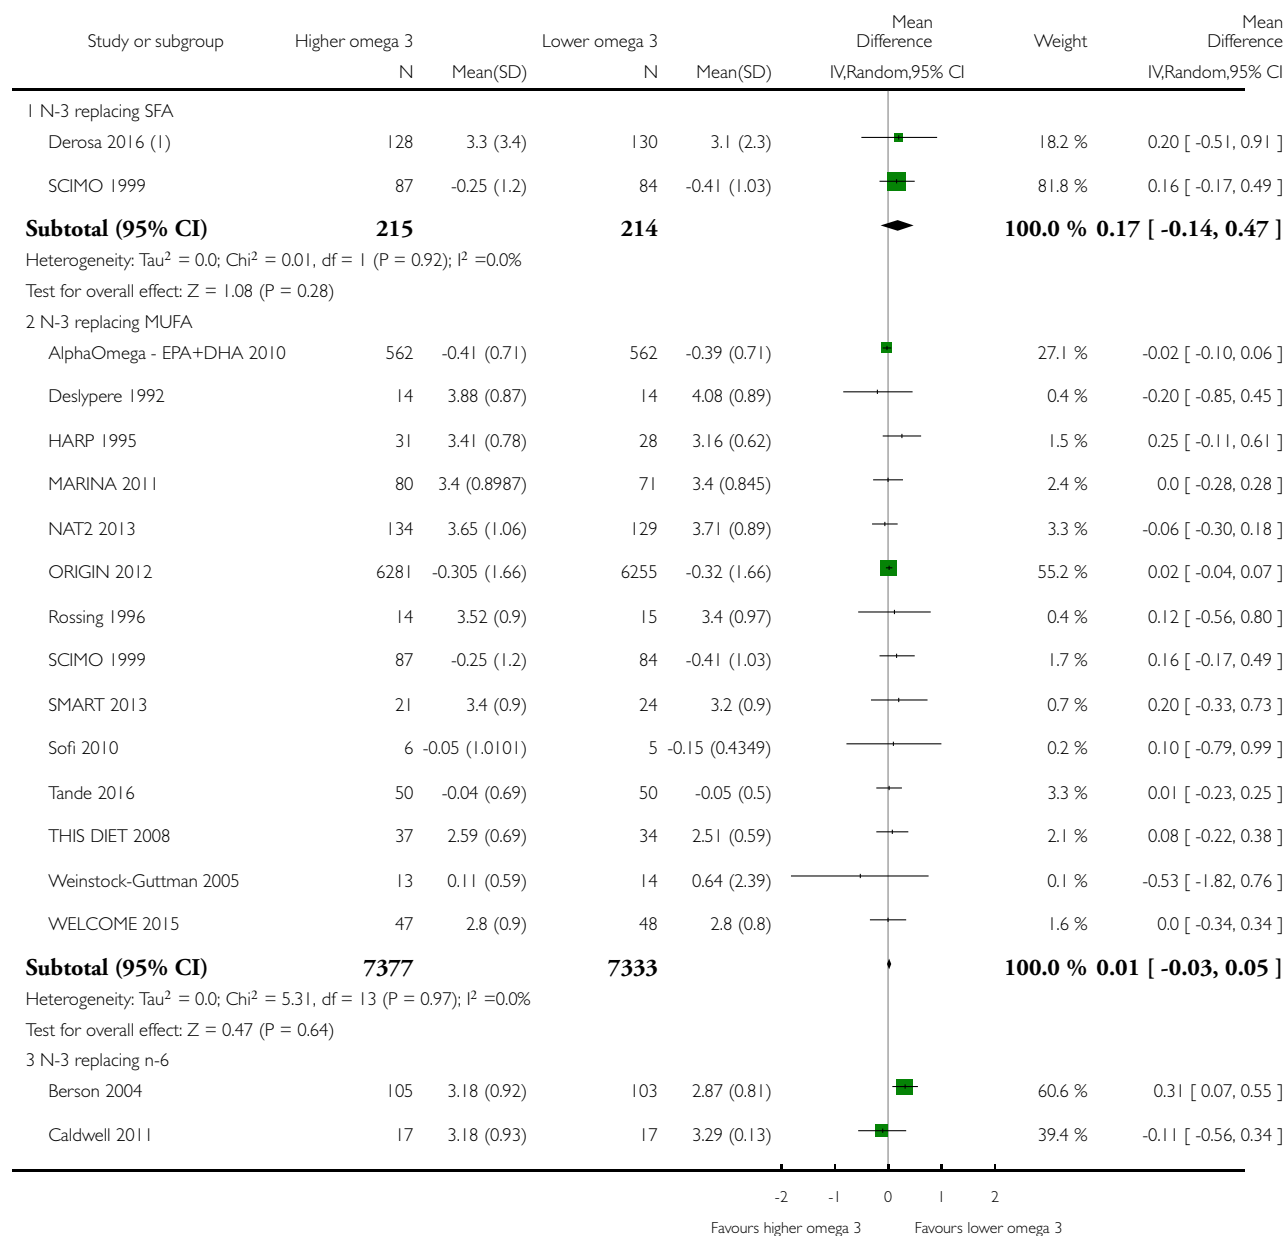 Study or subgroup Higher omega 3 Lower omega 3 Mean Difference Weight Mean Difference
N Mean(SD) N Mean(SD) IV,Random,95% CI IV,Random,95% CI
1 N-3 replacing SFA
Derosa 2016 (1) 128 3.3 (3.4) 130 3.1 (2.3) 18.2 % 0.20 [ -0.51, 0.91 ]
SCIMO 1999 87 -0.25 (1.2) 84 -0.41 (1.03) 81.8 % 0.16 [ -0.17, 0.49 ]
Subtotal (95% CI) 215 214 100.0 % 0.17 [ -0.14, 0.47 ]
Heterogeneity: Tau² = 0.0; Chi² = 0.01, df = 1 (P = 0.92); I² =0.0%
Test for overall effect: Z = 1.08 (P = 0.28)
2 N-3 replacing MUFA
AlphaOmega - EPA+DHA 2010 562 -0.41 (0.71) 562 -0.39 (0.71) 27.1 % -0.02 [ -0.10, 0.06 ]
Deslypere 1992 14 3.88 (0.87) 14 4.08 (0.89) 0.4 % -0.20 [ -0.85, 0.45 ]
HARP 1995 31 3.41 (0.78) 28 3.16 (0.62) 1.5 % 0.25 [ -0.11, 0.61 ]
MARINA 2011 80 3.4 (0.8987) 71 3.4 (0.845) 2.4 % 0.0 [ -0.28, 0.28 ]
NAT2 2013 134 3.65 (1.06) 129 3.71 (0.89) 3.3 % -0.06 [ -0.30, 0.18 ]
ORIGIN 2012 6281 -0.305 (1.66) 6255 -0.32 (1.66) 55.2 % 0.02 [ -0.04, 0.07 ]
Rossing 1996 14 3.52 (0.9) 15 3.4 (0.97) 0.4 % 0.12 [ -0.56, 0.80 ]
SCIMO 1999 87 -0.25 (1.2) 84 -0.41 (1.03) 1.7 % 0.16 [ -0.17, 0.49 ]
SMART 2013 21 3.4 (0.9) 24 3.2 (0.9) 0.7 % 0.20 [ -0.33, 0.73 ]
Sofi 2010 6 -0.05 (1.0101) 5 -0.15 (0.4349) 0.2 % 0.10 [ -0.79, 0.99 ]
Tande 2016 50 -0.04 (0.69) 50 -0.05 (0.5) 3.3 % 0.01 [ -0.23, 0.25 ]
THIS DIET 2008 37 2.59 (0.69) 34 2.51 (0.59) 2.1 % 0.08 [ -0.22, 0.38 ]
Weinstock-Guttman 2005 13 0.11 (0.59) 14 0.64 (2.39) 0.1 % -0.53 [ -1.82, 0.76 ]
WELCOME 2015 47 2.8 (0.9) 48 2.8 (0.8) 1.6 % 0.0 [ -0.34, 0.34 ]
Subtotal (95% CI) 7377 7333 100.0 % 0.01 [ -0.03, 0.05 ]
Heterogeneity: Tau² = 0.0; Chi² = 5.31, df = 13 (P = 0.97); I² =0.0%
Test for overall effect: Z = 0.47 (P = 0.64)
3 N-3 replacing n-6
Berson 2004 105 3.18 (0.92) 103 2.87 (0.81) 60.6 % 0.31 [ 0.07, 0.55 ]
Caldwell 2011 17 3.18 (0.93) 17 3.29 (0.13) 39.4 % -0.11 [ -0.56, 0.34 ]
-2 -1 0 1 2
Favours higher omega 3 Favours lower omega 3